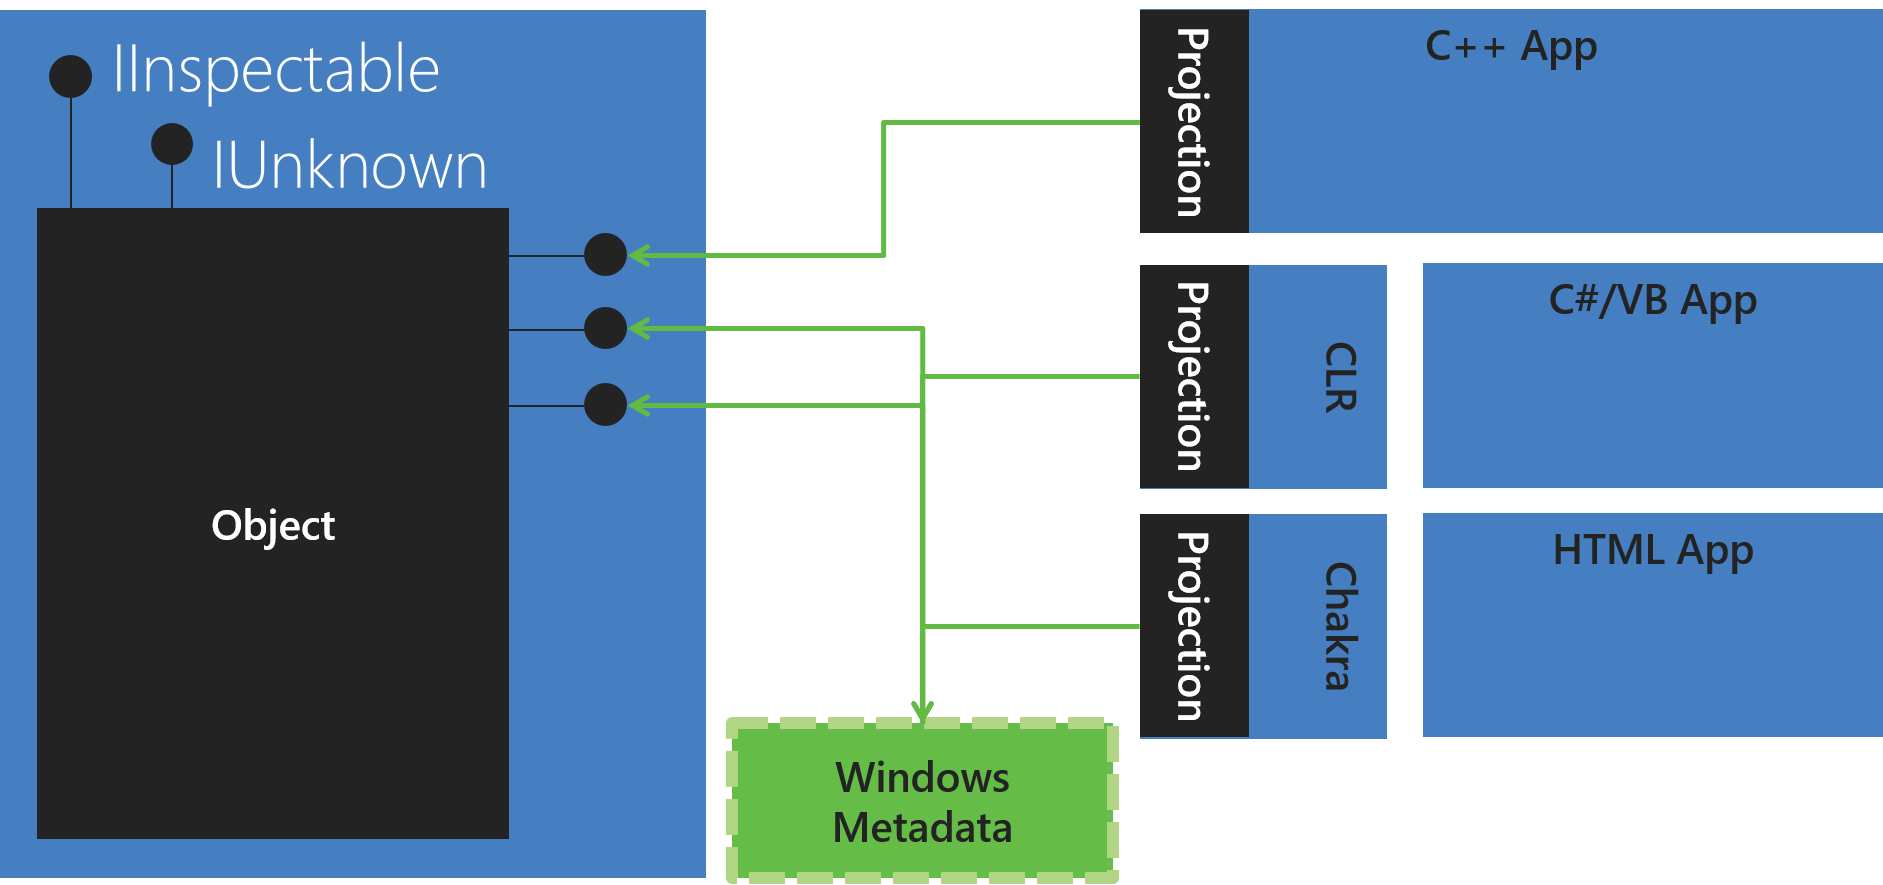 IInspectable
IUnknown
Object
Projection
C++ App
Projection
CLR
C#/VB App
Projection
Chakra
HTML App
Windows
Metadata